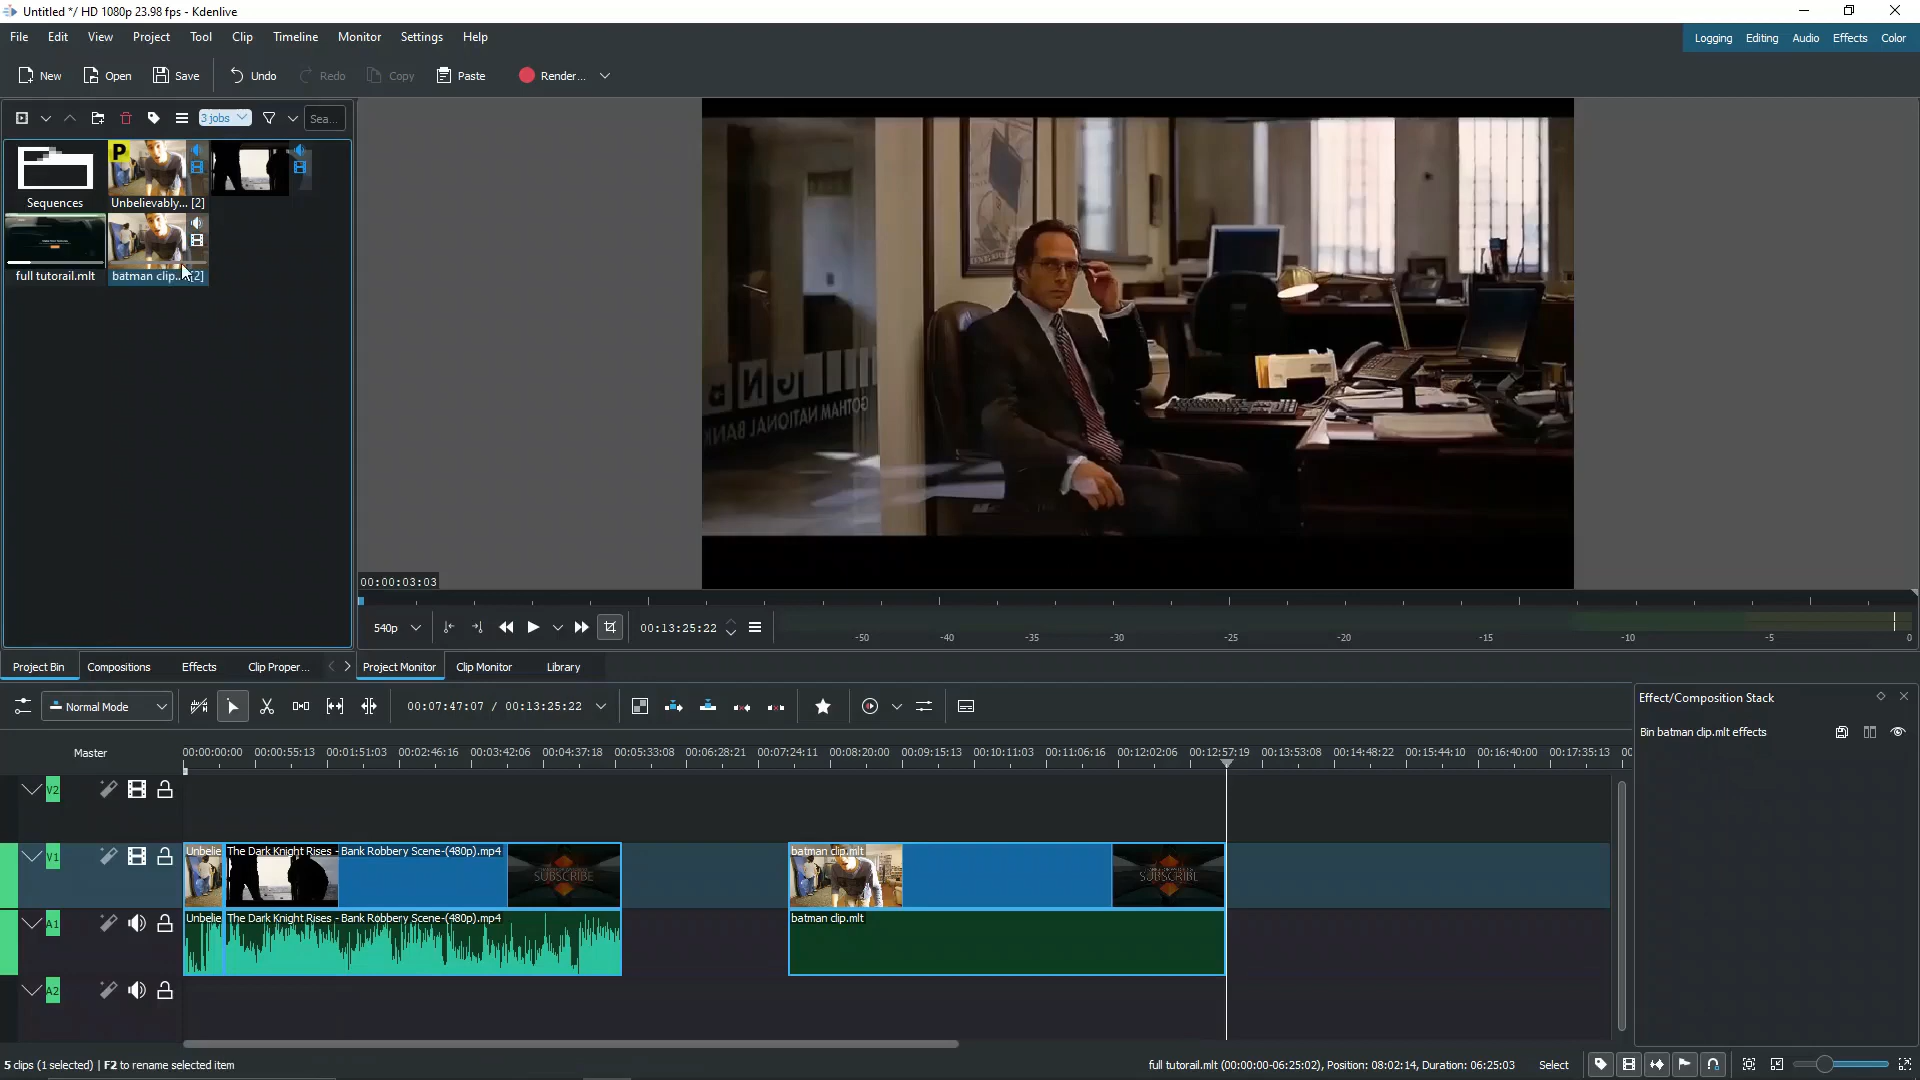 Untitled */ HD 1080p 23.98 fps - Kdenlive
File Edit View Project Tool Clip Timeline Monitor Settings Help
Logging Editing Audio Effects Color
New Open Save Undo Redo Copy Paste Render...
3 jobs Sea...
P
Sequences Unbelievably... [2]
full tutorail.mlt batman clip... [2]
GOTHAM NATIONAL BANK
00:00:03:03
540p 00:13:25:22
-50 -40 -35 -30 -25 -20 -15 -10 -5 0
Project Bin Compositions Effects Clip Proper... Project Monitor Clip Monitor Library
Normal Mode 00:07:47:07 / 00:13:25:22
Effect/Composition Stack
Bin batman clip.mlt effects
Master 00:00:00:00 00:00:55:13 00:01:51:03 00:02:46:16 00:03:42:06 00:04:37:18 00:05:33:08 00:06:28:21 00:07:24:11 00:08:20:00 00:09:15:13 00:10:11:03 00:11:06:16 00:12:02:06 00:12:57:19 00:13:53:08 00:14:48:22 00:15:44:10 00:16:40:00 00:17:35:13 00
V2
V1 Unbelie The Dark Knight Rises - Bank Robbery Scene-(480p).mp4 batman clip.mlt
SUBSCRIBE SUBSCRIBE
A1 Unbelie The Dark Knight Rises - Bank Robbery Scene-(480p).mp4 batman clip.mlt
A2
5 clips (1 selected) | F2 to rename selected item
full tutorail.mlt (00:00:00:00-06:25:02), Position: 08:02:14, Duration: 06:25:03 Select